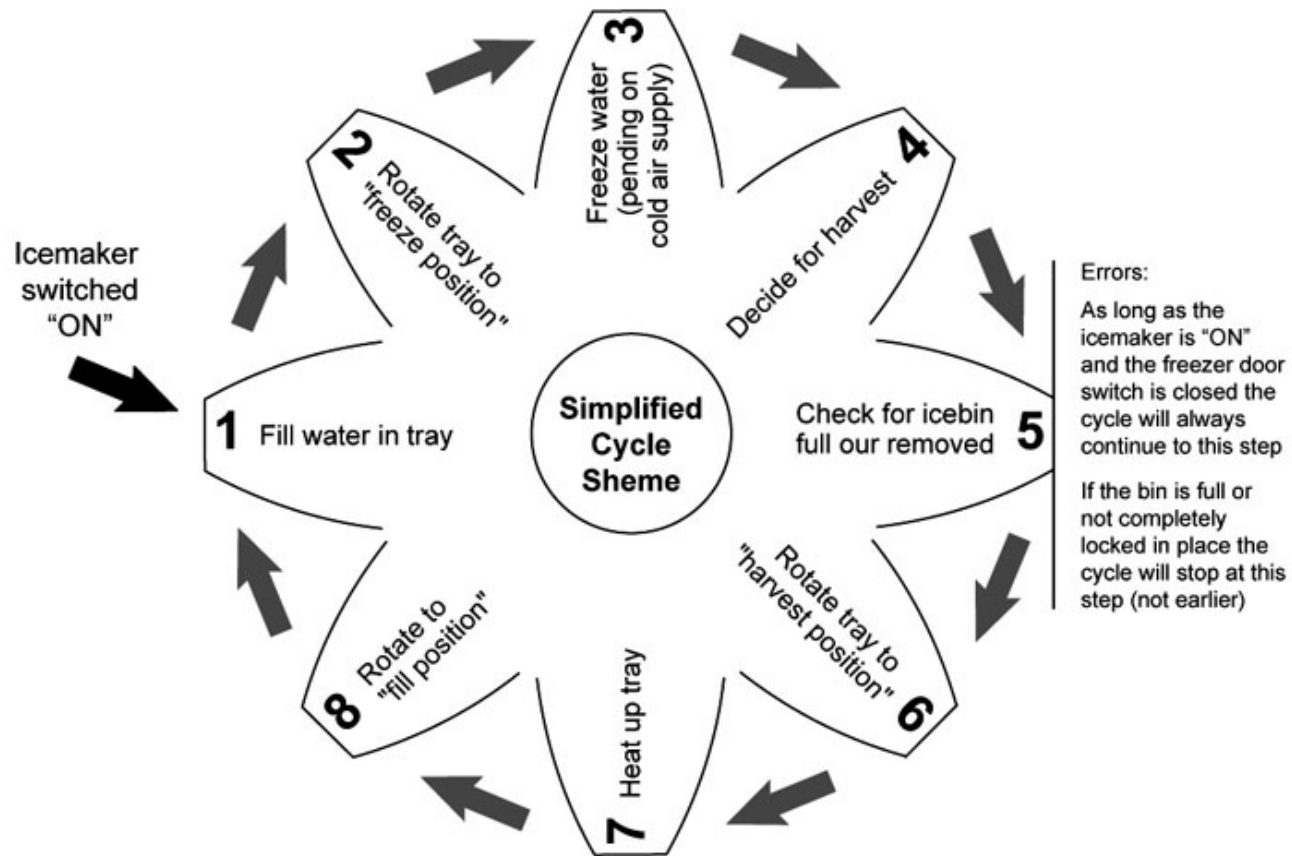 Icemaker
switched
“ON”
1
Fill water in tray
2
Rotate tray to
"freeze position"
3
Freeze water
(pending on
cold air supply)
4
Decide for harvest
5
Check for icebin
full our removed
6
Rotate tray to
"harvest position"
7
Heat up tray
8
Rotate to
"fill position"
Simplified
Cycle
Sheme
Errors:
As long as the
icemaker is “ON”
and the freezer door
switch is closed the
cycle will always
continue to this step
If the bin is full or
not completely
locked in place the
cycle will stop at this
step (not earlier)